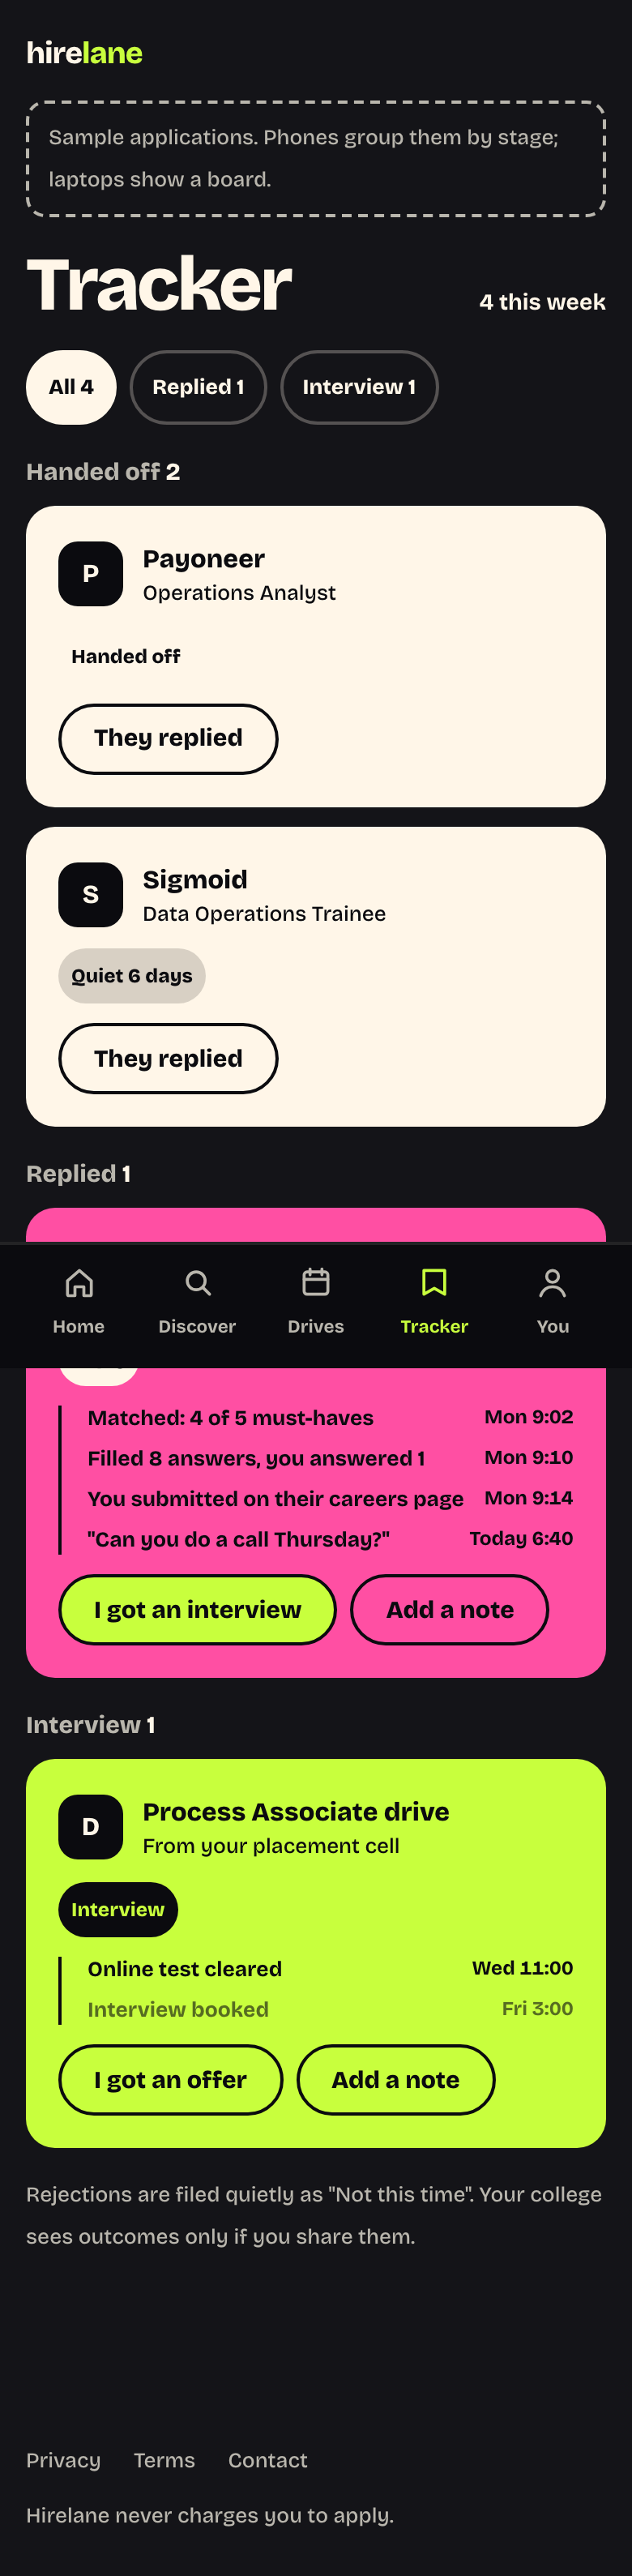 hirelane
Sample applications. Phones group them by stage;
laptops show a board.
Tracker
4 this week
All 4
Replied 1
Interview 1
Handed off 2
P
Payoneer
Operations Analyst
Handed off
They replied
S
Sigmoid
Data Operations Trainee
Quiet 6 days
They replied
Replied 1
Home
Discover
Drives
Tracker
You
Matched: 4 of 5 must-haves
Mon 9:02
Filled 8 answers, you answered 1
Mon 9:10
You submitted on their careers page
Mon 9:14
"Can you do a call Thursday?"
Today 6:40
I got an interview
Add a note
Interview 1
D
Process Associate drive
From your placement cell
Interview
Online test cleared
Wed 11:00
Interview booked
Fri 3:00
I got an offer
Add a note
Rejections are filed quietly as "Not this time". Your college
sees outcomes only if you share them.
Privacy
Terms
Contact
Hirelane never charges you to apply.